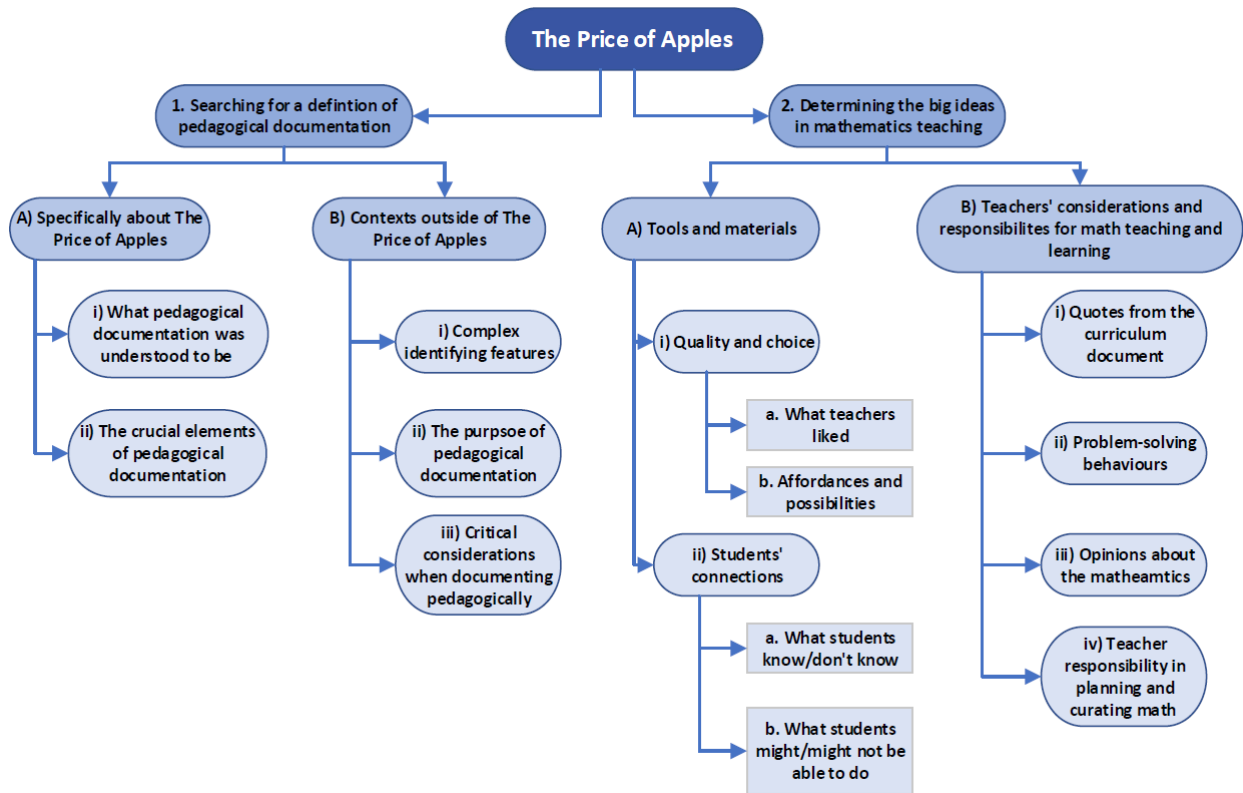 The Price of Apples
1. Searching for a defintion of
pedagogical documentation
2. Determining the big ideas
in mathematics teaching
A) Specifically about The
Price of Apples
i) What pedagogical
documentation was
understood to be
ii) The crucial elements
of pedagogical
documentation
B) Contexts outside of The
Price of Apples
i) Complex
identifying features
ii) The purpsoe of
pedagogical
documentation
iii) Critical
considerations
when documenting
pedagogically
A) Tools and materials
i) Quality and choice
a. What teachers
liked
b. Affordances and
possibilities
ii) Students'
connections
a. What students
know/don't know
b. What students
might/might not be
able to do
B) Teachers' considerations and
responsibilites for math teaching and
learning
i) Quotes from the
curriculum
document
ii) Problem-solving
behaviours
iii) Opinions about
the matheamtics
iv) Teacher
responsibility in
planning and
curating math